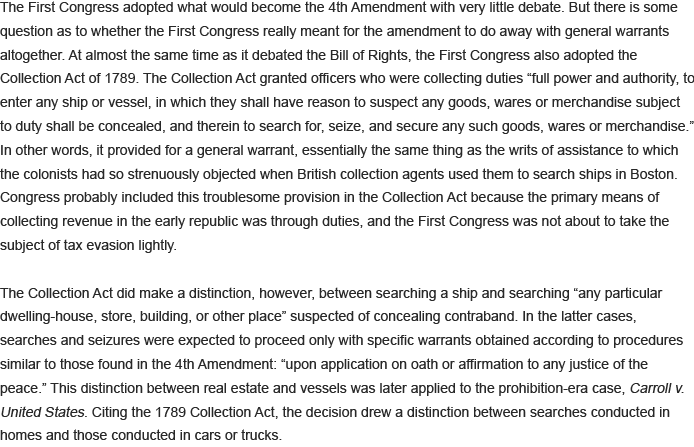 The First Congress adopted what would become the 4th Amendment with very little debate. But there is some
question as to whether the First Congress really meant for the amendment to do away with general warrants
altogether. At almost the same time as it debated the Bill of Rights, the First Congress also adopted the
Collection Act of 1789. The Collection Act granted officers who were collecting duties “full power and authority, to
enter any ship or vessel, in which they shall have reason to suspect any goods, wares or merchandise subject
to duty shall be concealed, and therein to search for, seize, and secure any such goods, wares or merchandise.”
In other words, it provided for a general warrant, essentially the same thing as the writs of assistance to which
the colonists had so strenuously objected when British collection agents used them to search ships in Boston.
Congress probably included this troublesome provision in the Collection Act because the primary means of
collecting revenue in the early republic was through duties, and the First Congress was not about to take the
subject of tax evasion lightly.

The Collection Act did make a distinction, however, between searching a ship and searching “any particular
dwelling-house, store, building, or other place” suspected of concealing contraband. In the latter cases,
searches and seizures were expected to proceed only with specific warrants obtained according to procedures
similar to those found in the 4th Amendment: “upon application on oath or affirmation to any justice of the
peace.” This distinction between real estate and vessels was later applied to the prohibition-era case, Carroll v.
United States. Citing the 1789 Collection Act, the decision drew a distinction between searches conducted in
homes and those conducted in cars or trucks.